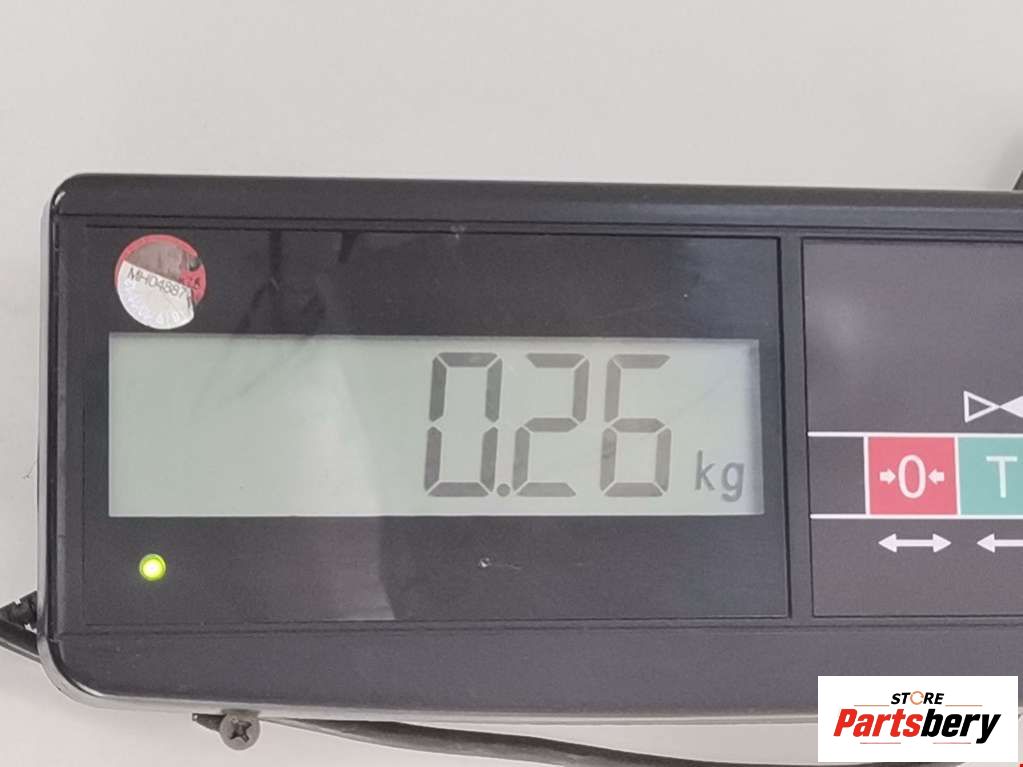 0.26 kg
→0←
T
STORE
Partsbery